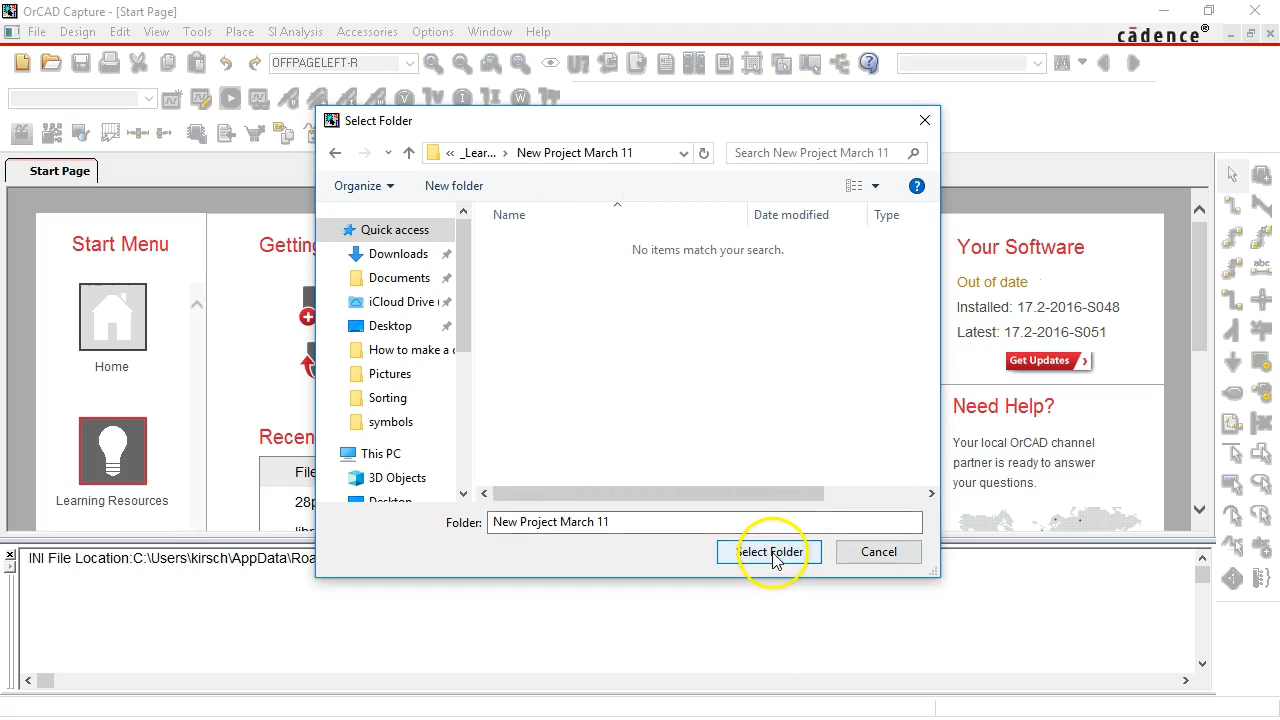 OrCAD Capture - [Start Page]
File Design Edit View Tools Place SI Analysis Accessories Options Window Help
cādence®
OFFPAGELEFT-R
Select Folder
« _Lear... › New Project March 11
Search New Project March 11
Start Page
Organize
New folder
Name
Date modified
Type
No items match your search.
Quick access
Downloads
Documents
iCloud Drive
Desktop
How to make a
Pictures
Sorting
symbols
This PC
3D Objects
Desktop
Folder: New Project March 11
Select Folder
Cancel
Start Menu
Home
Learning Resources
Getting
Recen
File
28p
Your Software
Out of date
Installed: 17.2-2016-S048
Latest: 17.2-2016-S051
Get Updates
Need Help?
Your local OrCAD channel
partner is ready to answer
your questions.
INI File Location:C:\Users\kirsch\AppData\Roa